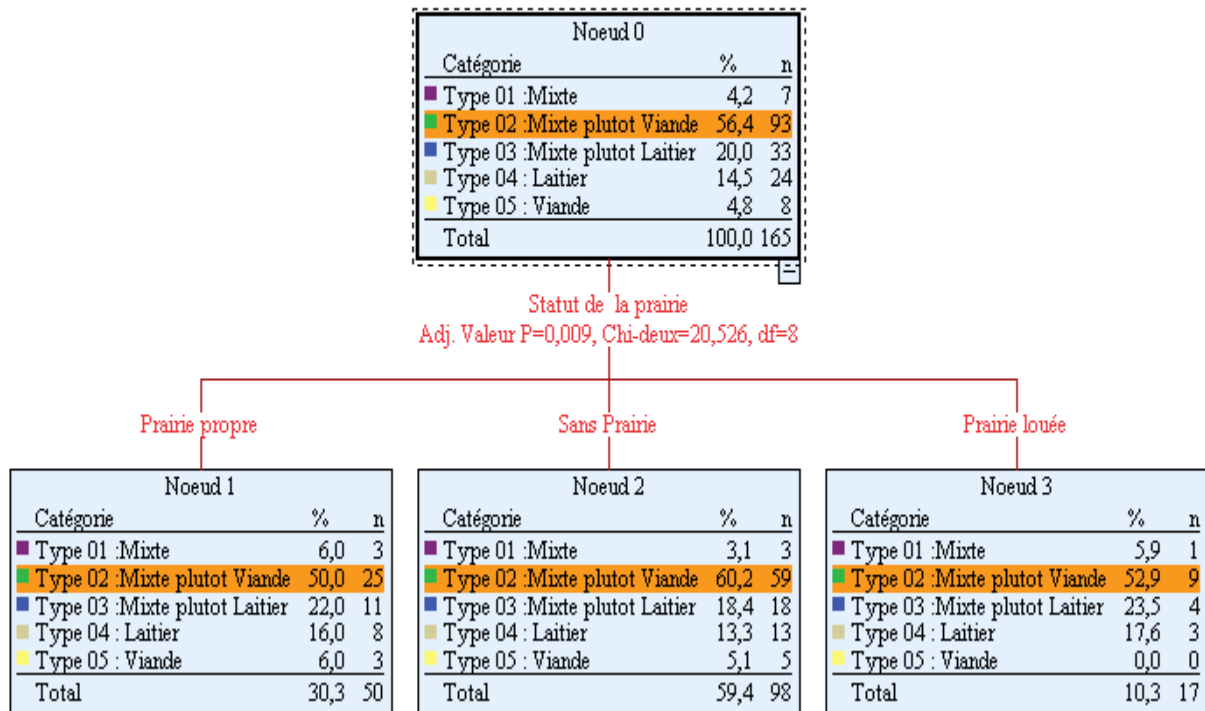 Noeud 0
Catégorie % n
Type 01 :Mixte 4,2 7
Type 02 :Mixte plutot Viande 56,4 93
Type 03 :Mixte plutot Laitier 20,0 33
Type 04 : Laitier 14,5 24
Type 05 : Viande 4,8 8
Total 100,0 165
Statut de la prairie
Adj. Valeur P=0,009, Chi-deux=20,526, df=8
Prairie propre
Sans Prairie
Prairie louée
Noeud 1
Catégorie % n
Type 01 :Mixte 6,0 3
Type 02 :Mixte plutot Viande 50,0 25
Type 03 :Mixte plutot Laitier 22,0 11
Type 04 : Laitier 16,0 8
Type 05 : Viande 6,0 3
Total 30,3 50
Noeud 2
Catégorie % n
Type 01 :Mixte 3,1 3
Type 02 :Mixte plutot Viande 60,2 59
Type 03 :Mixte plutot Laitier 18,4 18
Type 04 : Laitier 13,3 13
Type 05 : Viande 5,1 5
Total 59,4 98
Noeud 3
Catégorie % n
Type 01 :Mixte 5,9 1
Type 02 :Mixte plutot Viande 52,9 9
Type 03 :Mixte plutot Laitier 23,5 4
Type 04 : Laitier 17,6 3
Type 05 : Viande 0,0 0
Total 10,3 17